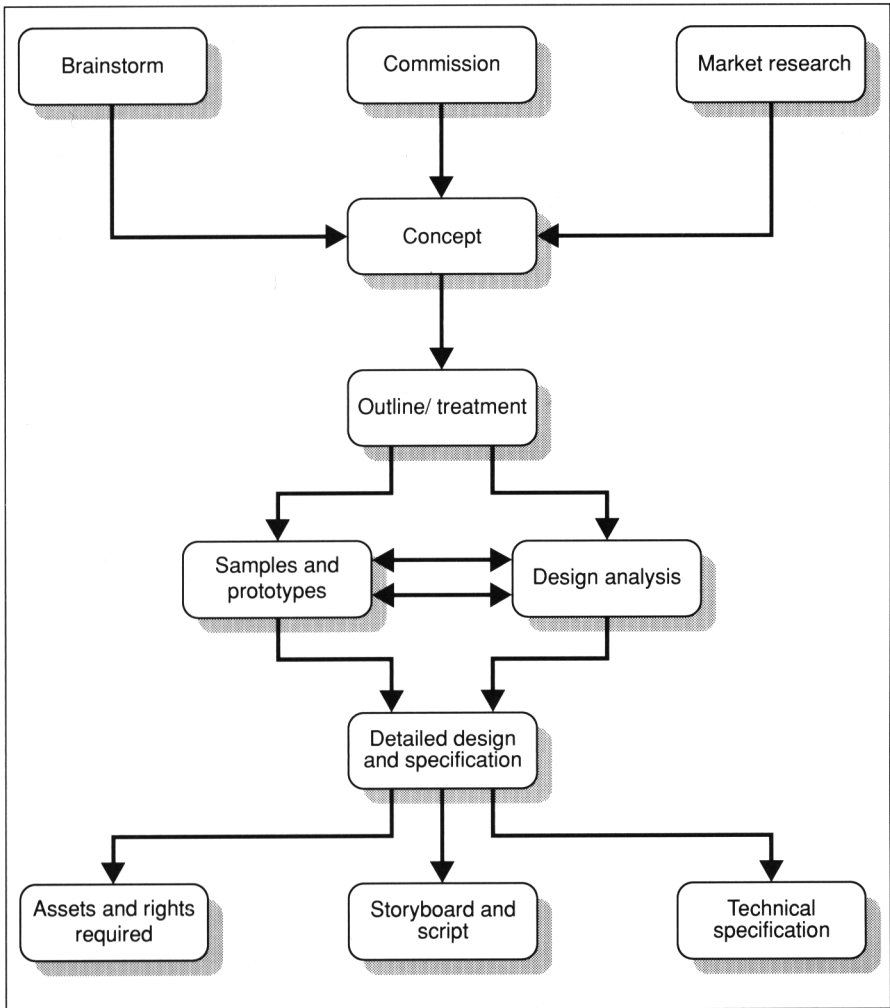 Brainstorm
Commission
Market research
Concept
Outline/ treatment
Samples and
prototypes
Design analysis
Detailed design
and specification
Assets and rights
required
Storyboard and
script
Technical
specification